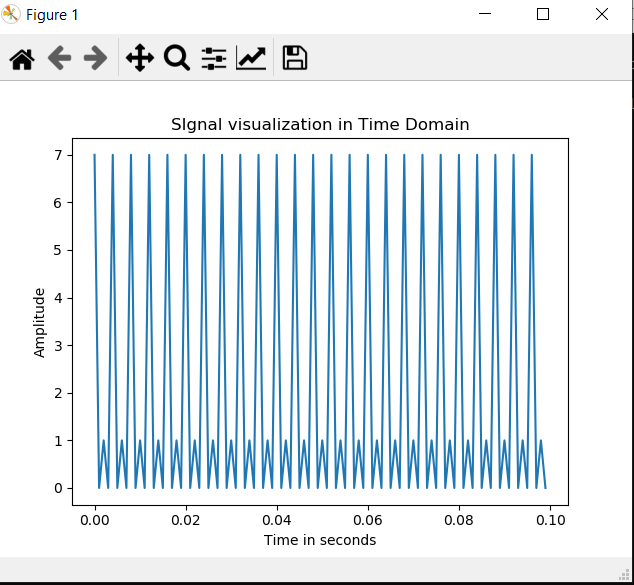 Figure 1
SIgnal visualization in Time Domain
7
6
5
4
3
2
1
0
Amplitude
0.00 0.02 0.04 0.06 0.08 0.10
Time in seconds